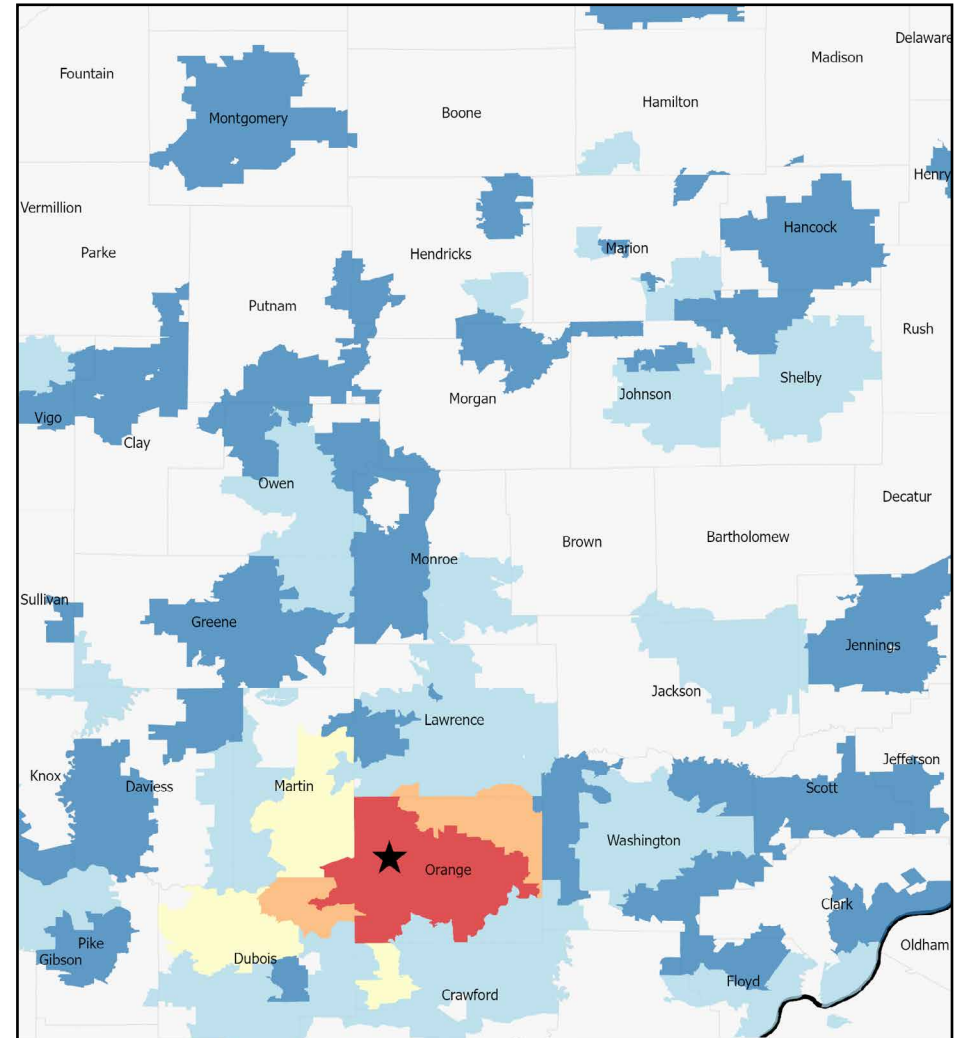 Delaware
Madison
Fountain
Hamilton
Boone
Montgomery
Henry
Vermillion
Hancock
Marion
Parke
Hendricks
Putnam
Rush
Shelby
Johnson
Morgan
Vigo
Clay
Owen
Decatur
Bartholomew
Brown
Monroe
Sullivan
Greene
Jennings
Jackson
Lawrence
Jefferson
Knox
Daviess
Martin
Scott
Washington
Orange
Clark
Pike
Oldham
Gibson
Dubois
Floyd
Crawford